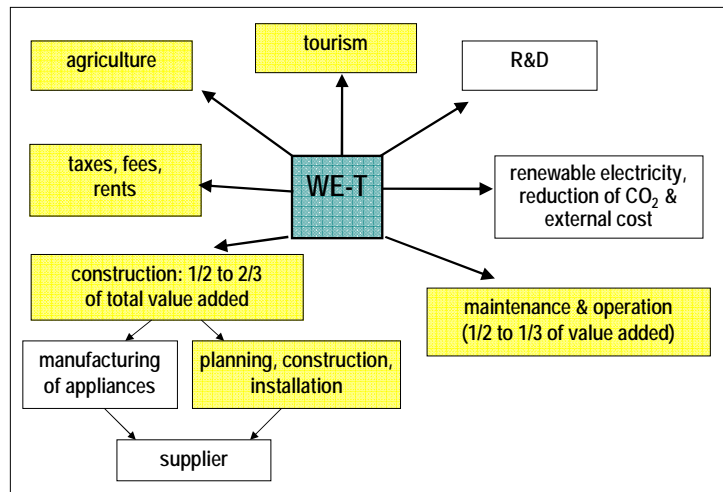 tourism
agriculture
R&D
taxes, fees,
rents
WE-T
renewable electricity,
reduction of CO₂ &
external cost
construction: 1/2 to 2/3
of total value added
maintenance & operation
(1/2 to 1/3 of value added)
manufacturing
of appliances
planning, construction,
installation
supplier